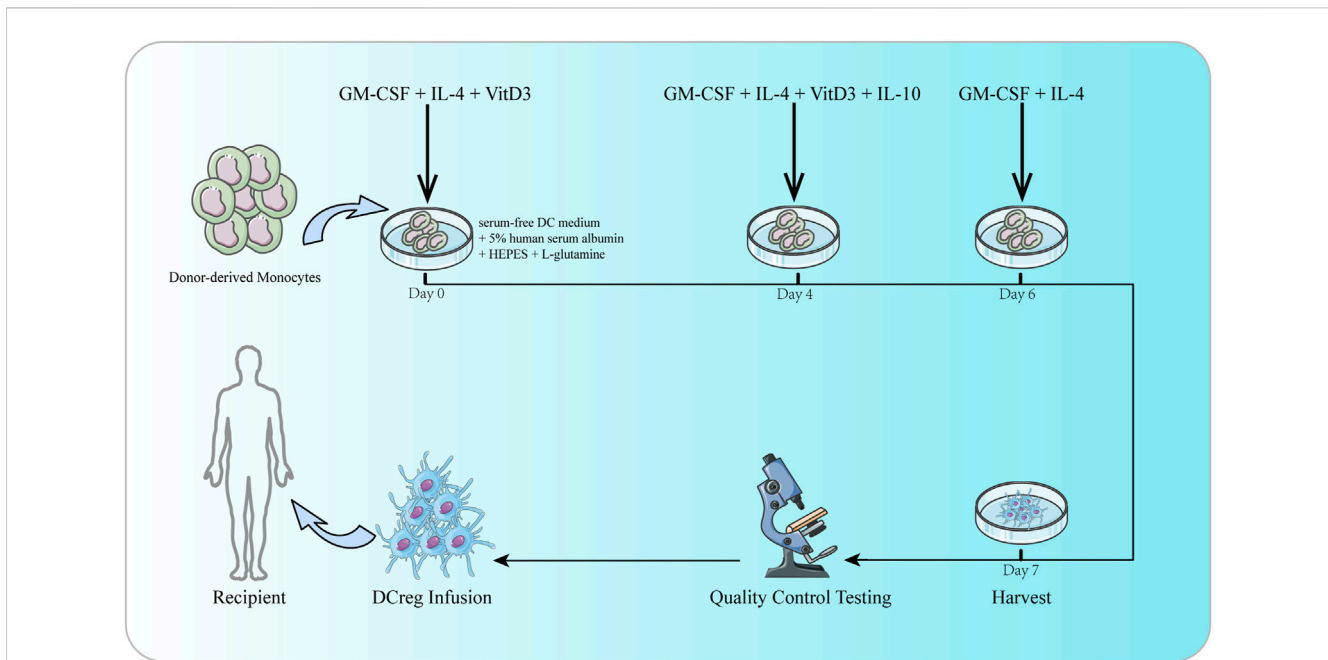 GM-CSF + IL-4 + VitD3
GM-CSF + IL-4 + VitD3 + IL-10
GM-CSF + IL-4
Donor-derived Monocytes
serum-free DC medium
+ 5% human serum albumin
+ HEPES + L-glutamine
Day 0
Day 4
Day 6
Recipient
DCreg Infusion
Quality Control Testing
Day 7
Harvest